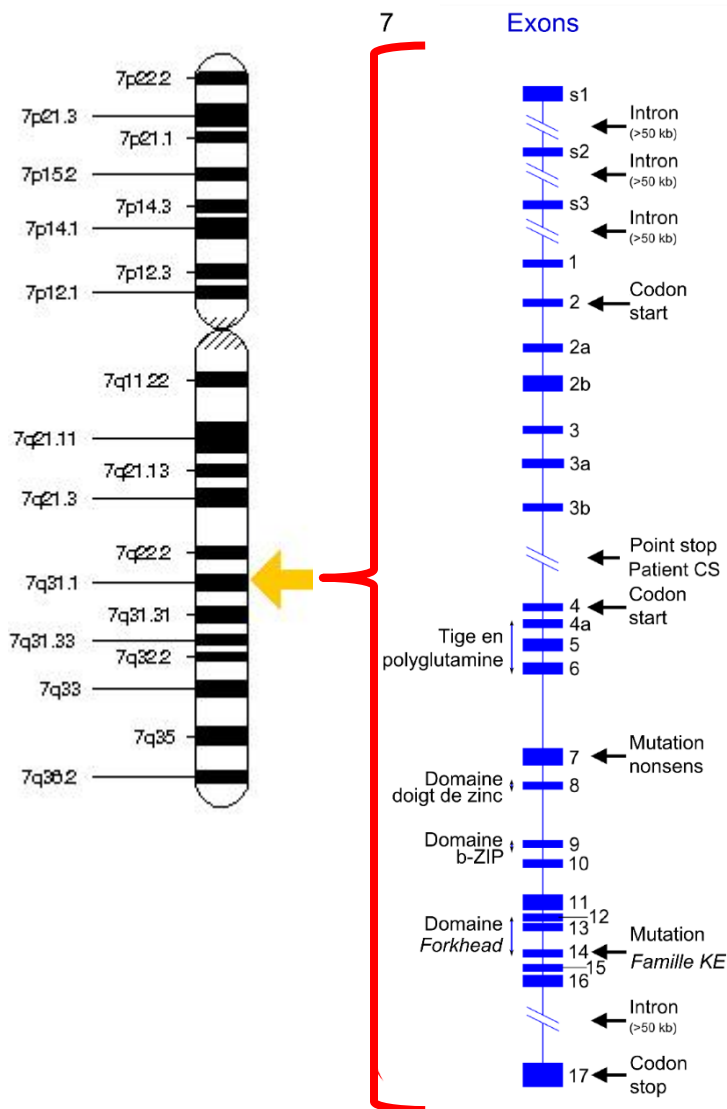 7
Exons
7p22.2
7p21.3
7p21.1
7p15.2
7p14.3
7p14.1
7p12.3
7p12.1
7q11.22
7q21.11
7q21.13
7q21.3
7q22.2
7q31.1
7q31.31
7q31.33
7q32.2
7q33
7q35
7q36.2
s1
Intron
(>50 kb)
s2
Intron
(>50 kb)
s3
Intron
(>50 kb)
1
2
Codon
start
2a
2b
3
3a
3b
Point stop
Patient CS
4
Codon
start
4a
Tige en
polyglutamine
5
6
7
Mutation
nonsens
Domaine
doigt de zinc
8
Domaine
b-ZIP
9
10
11
12
13
Domaine
Forkhead
14
Mutation
Famille KE
15
16
Intron
(>50 kb)
17
Codon
stop